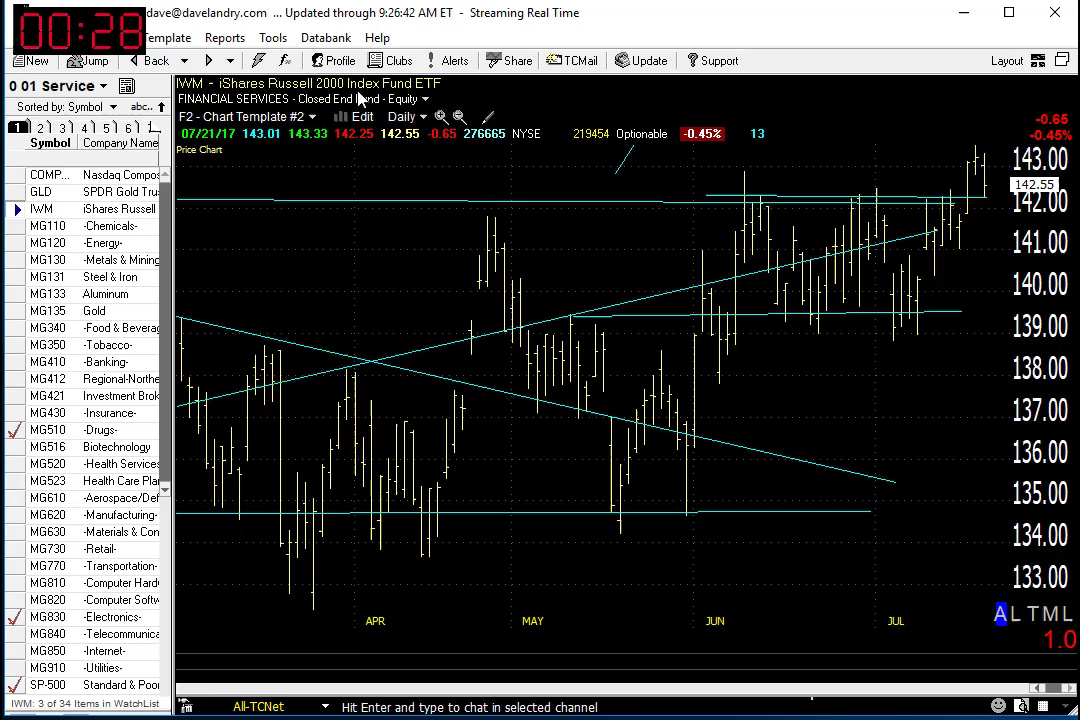 00:28
dave@davelandry.com ... Updated through 9:26:42 AM ET - Streaming Real Time
Template Reports Tools Databank Help
New Jump Back Profile Clubs Alerts Share TCMail Update Support Layout
0 01 Service
Sorted by: Symbol abc..
1 2 3 4 5 6
Symbol Company Name
COMP... Nasdaq Compos
GLD SPDR Gold Tru
IWM iShares Russell
MG110 -Chemicals-
MG120 -Energy-
MG130 -Metals & Mining
MG131 Steel & Iron
MG133 Aluminum
MG135 Gold
MG340 -Food & Bevera
MG350 -Tobacco-
MG410 -Banking-
MG412 Regional-Northe
MG421 Investment Brok
MG430 -Insurance-
MG510 -Drugs-
MG516 Biotechnology
MG520 -Health Services
MG523 Health Care Plan
MG610 -Aerospace/Def
MG620 -Manufacturing-
MG630 -Materials & Con
MG730 -Retail-
MG770 -Transportation-
MG810 -Computer Hard
MG820 -Computer Softw
MG830 -Electronics-
MG840 -Telecommunica
MG850 -Internet-
MG910 -Utilities-
SP-500 Standard & Poor
IWM: 3 of 34 Items in WatchList
IWM - iShares Russell 2000 Index Fund ETF
FINANCIAL SERVICES - Closed End Fund - Equity
F2 - Chart Template #2 Edit Daily
07/21/17 143.01 143.33 142.25 142.55 -0.65 276665 NYSE 219454 Optionable -0.45% 13
Price Chart
-0.65
-0.45%
143.00
142.55
142.00
141.00
140.00
139.00
138.00
137.00
136.00
135.00
134.00
133.00
APR MAY JUN JUL
A L T M L
1.0
All-TCNet Hit Enter and type to chat in selected channel